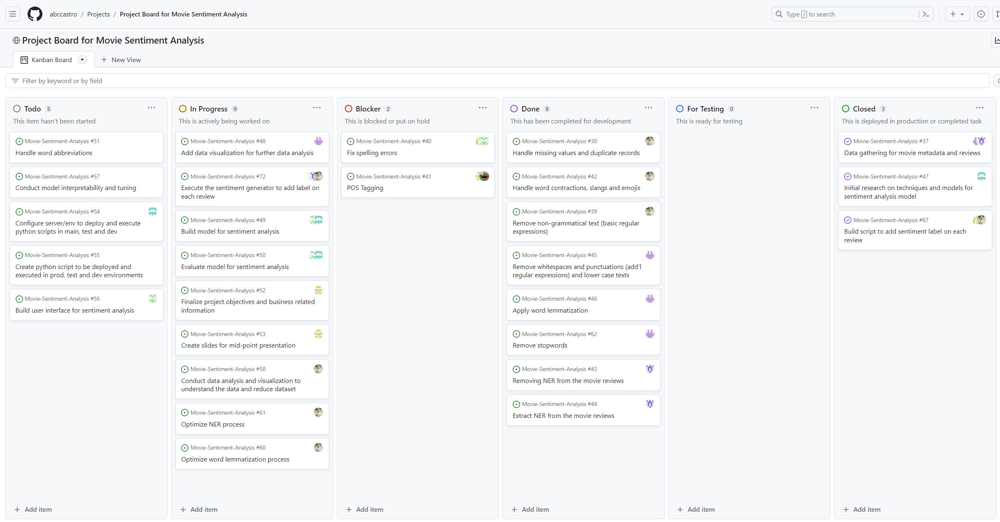 abccastro / Projects / Project Board for Movie Sentiment Analysis
Type / to search
Project Board for Movie Sentiment Analysis
Kanban Board
New View
Filter by keyword or by field
Todo 5
This item hasn't been started
Movie-Sentiment-Analysis #51
Handle word abbreviations
Movie-Sentiment-Analysis #57
Conduct model interpretability and tuning
Movie-Sentiment-Analysis #54
Configure server/env to deploy and execute
python scripts in main, test and dev
Movie-Sentiment-Analysis #55
Create python script to be deployed and
executed in prod, test and dev environments
Movie-Sentiment-Analysis #56
Build user interface for sentiment analysis
Add item
In Progress 9
This is actively being worked on
Movie-Sentiment-Analysis #48
Add data visualization for further data analysis
Movie-Sentiment-Analysis #72
Execute the sentiment generator to add label on
each review
Movie-Sentiment-Analysis #49
Build model for sentiment analysis
Movie-Sentiment-Analysis #50
Evaluate model for sentiment analysis
Movie-Sentiment-Analysis #52
Finalize project objectives and business related
information
Movie-Sentiment-Analysis #53
Create slides for mid-point presentation
Movie-Sentiment-Analysis #58
Conduct data analysis and visualization to
understand the data and reduce dataset
Movie-Sentiment-Analysis #61
Optimize NER process
Movie-Sentiment-Analysis #60
Optimize word lemmatization process
Add item
Blocker 2
This is blocked or put on hold
Movie-Sentiment-Analysis #40
Fix spelling errors
Movie-Sentiment-Analysis #41
POS Tagging
Add item
Done 8
This has been completed for development
Movie-Sentiment-Analysis #38
Handle missing values and duplicate records
Movie-Sentiment-Analysis #42
Handle word contractions, slangs and emojis
Movie-Sentiment-Analysis #39
Remove non-grammatical text (basic regular
expressions)
Movie-Sentiment-Analysis #45
Remove whitespaces and punctuations (add'l
regular expressions) and lower case texts
Movie-Sentiment-Analysis #46
Apply word lemmatization
Movie-Sentiment-Analysis #62
Remove stopwords
Movie-Sentiment-Analysis #43
Removing NER from the movie reviews
Movie-Sentiment-Analysis #44
Extract NER from the movie reviews
Add item
For Testing 0
This is ready for testing
Add item
Closed 3
This is deployed in production or completed task
Movie-Sentiment-Analysis #37
Data gathering for movie metadata and reviews
Movie-Sentiment-Analysis #47
Initial research on techniques and models for
sentiment analysis model
Movie-Sentiment-Analysis #67
Build script to add sentiment label on each
review
Add item